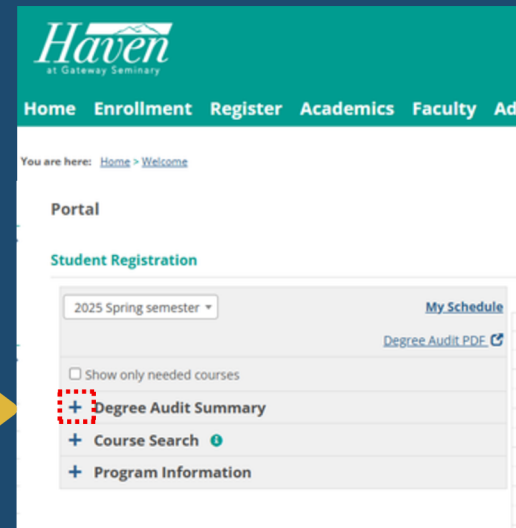 Haven
at Gateway Seminary
Home Enrollment Register Academics Faculty Ad
You are here: Home > Welcome
Portal
Student Registration
2025 Spring semester
My Schedule
Degree Audit PDF
Show only needed courses
+ Degree Audit Summary
+ Course Search
+ Program Information